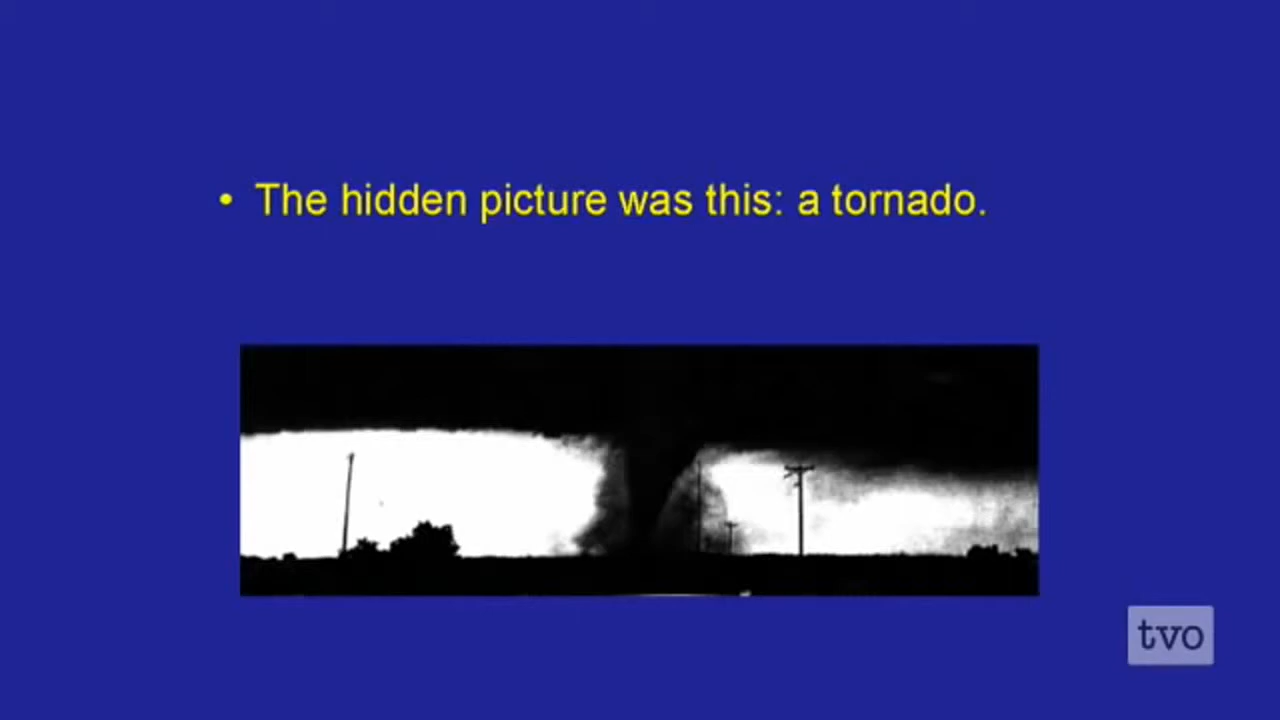 • The hidden picture was this: a tornado.
tvo